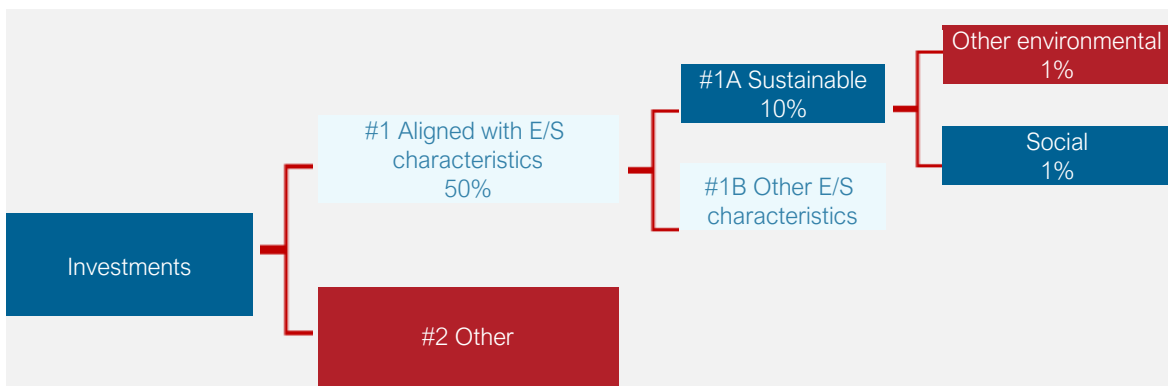 Investments
#1 Aligned with E/S
characteristics
50%
#2 Other
#1A Sustainable
10%
#1B Other E/S
characteristics
Other environmental
1%
Social
1%